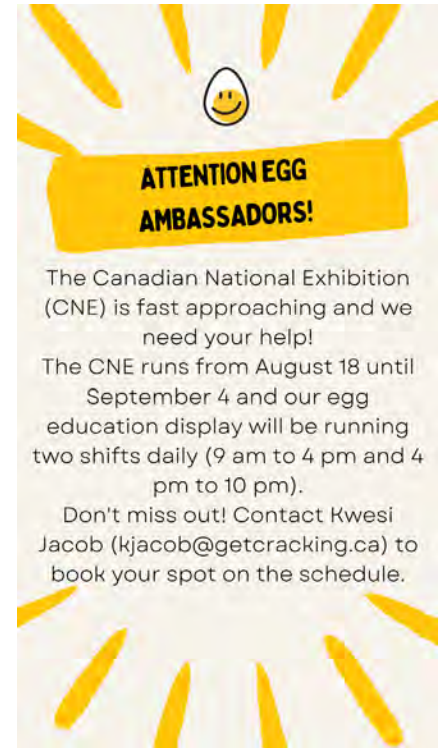 ATTENTION EGG
AMBASSADORS!
The Canadian National Exhibition
(CNE) is fast approaching and we
need your help!
The CNE runs from August 18 until
September 4 and our egg
education display will be running
two shifts daily (9 am to 4 pm and 4
pm to 10 pm).
Don't miss out! Contact Kwesi
Jacob (kjacob@getcracking.ca) to
book your spot on the schedule.